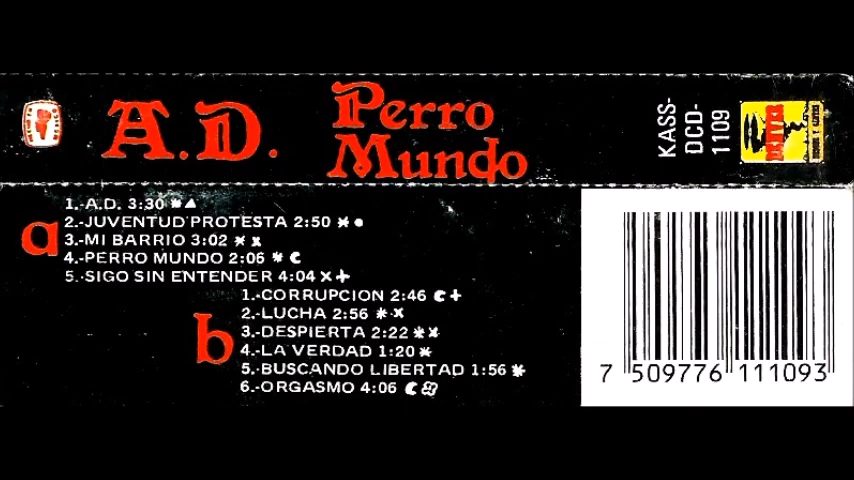 A.D.
Perro
Mundo
KASS-
DCD-
1109
DENVER
a
1.-A.D. 3:30 *▲
2.-JUVENTUD PROTESTA 2:50 * ●
3.-MI BARRIO 3:02 * x
4.-PERRO MUNDO 2:06 * ☾
5.-SIGO SIN ENTENDER 4:04 x +
b
1.-CORRUPCION 2:46 ☾ +
2.-LUCHA 2:56 * x
3.-DESPIERTA 2:22 * x
4.-LA VERDAD 1:20 *
5.-BUSCANDO LIBERTAD 1:56 *
6.-ORGASMO 4:06 ☾
7 509776 111093